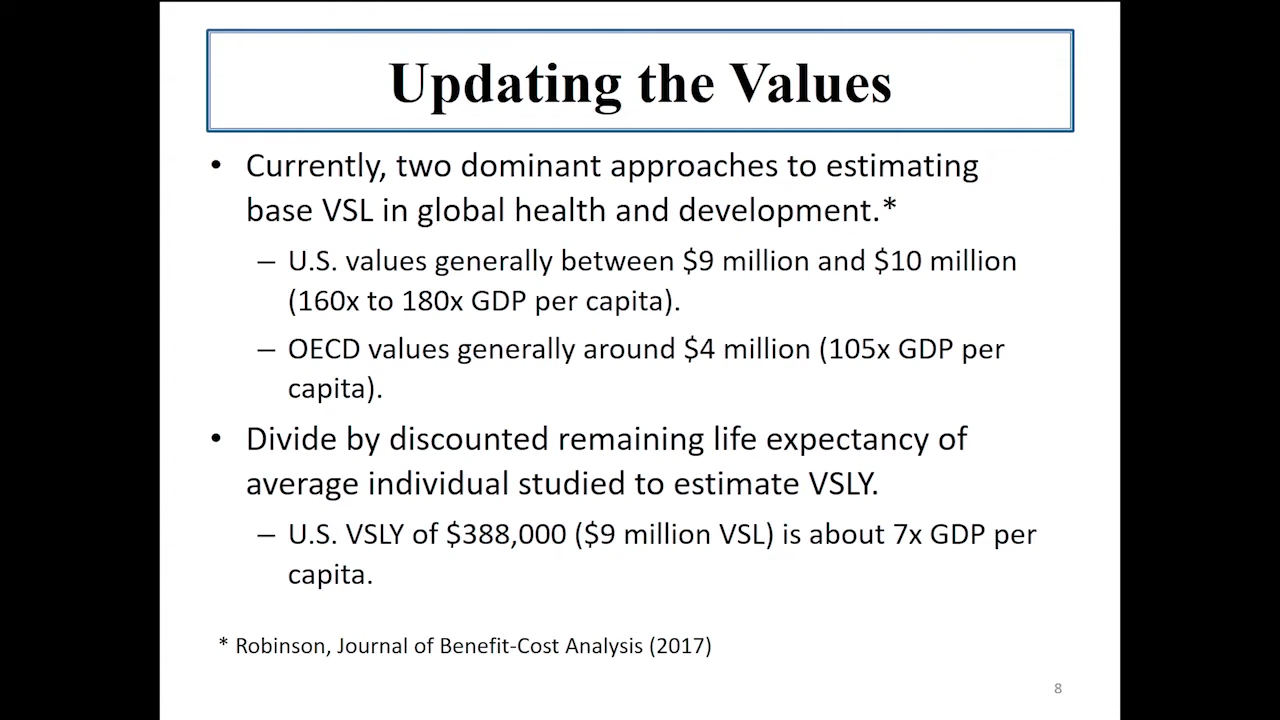 Updating the Values
• Currently, two dominant approaches to estimating
base VSL in global health and development.*
– U.S. values generally between $9 million and $10 million
(160x to 180x GDP per capita).
– OECD values generally around $4 million (105x GDP per
capita).
• Divide by discounted remaining life expectancy of
average individual studied to estimate VSLY.
– U.S. VSLY of $388,000 ($9 million VSL) is about 7x GDP per
capita.
* Robinson, Journal of Benefit-Cost Analysis (2017)
8